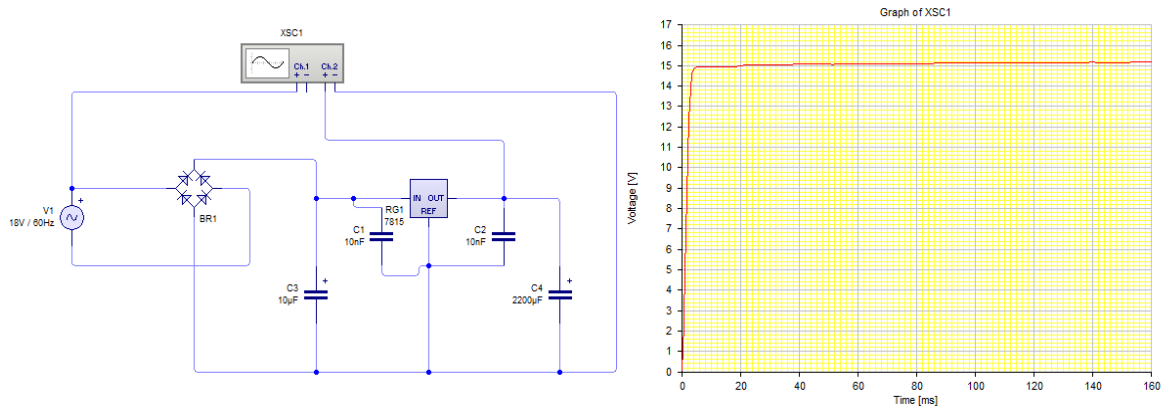 XSC1
Ch.1 Ch.2
+ − + −
V1
18V / 60Hz
+
BR1
IN OUT
REF
RG1
7815
C1
10nF
C2
10nF
C3
10µF
+
C4
2200µF
+
Graph of XSC1
Voltage [V]
17
16
15
14
13
12
11
10
9
8
7
6
5
4
3
2
1
0
0 20 40 60 80 100 120 140 160
Time [ms]